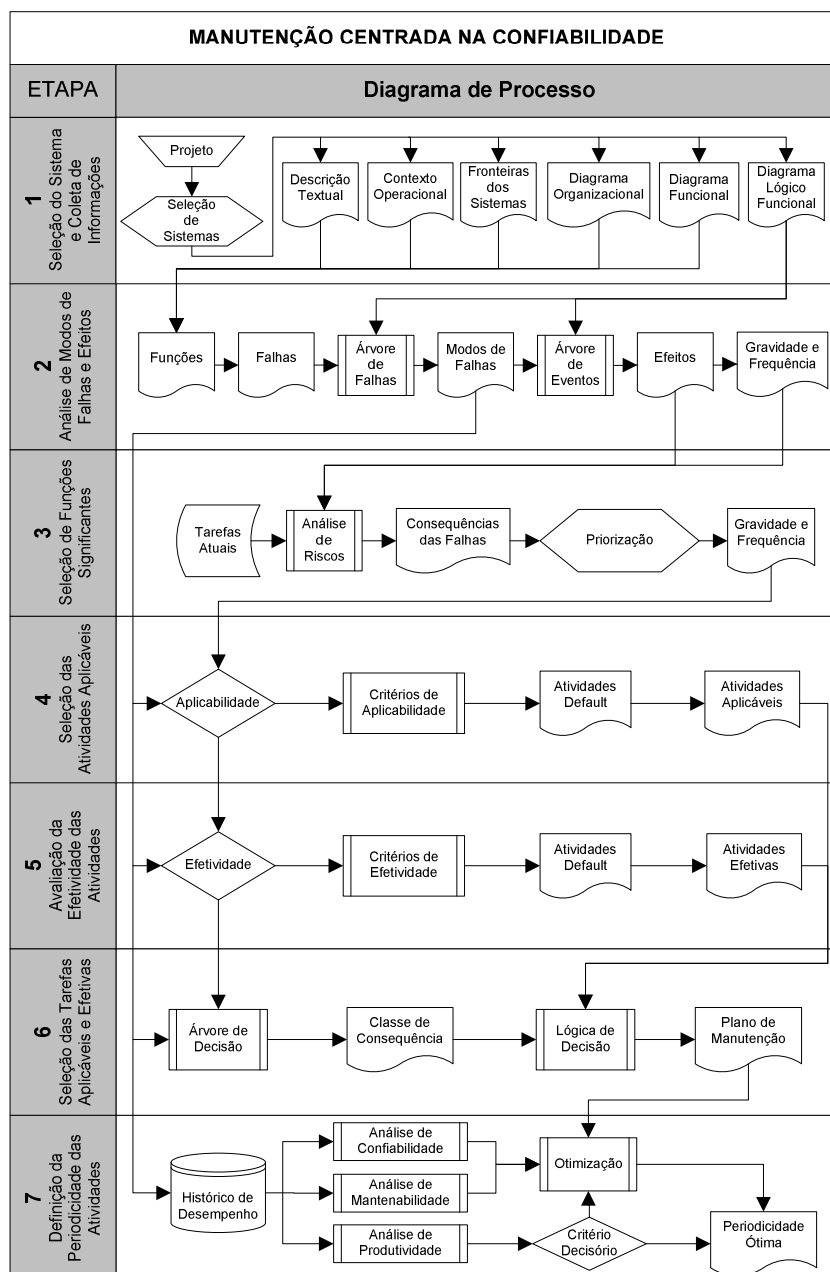 MANUTENÇÃO CENTRADA NA CONFIABILIDADE
ETAPA
Diagrama de Processo
1
Seleção do Sistema
e Coleta de
Informações
Projeto
Seleção
de
Sistemas
Descrição
Textual
Contexto
Operacional
Fronteiras
dos
Sistemas
Diagrama
Organizacional
Diagrama
Funcional
Diagrama
Lógico
Funcional
2
Análise de Modos de
Falhas e Efeitos
Funções
Falhas
Árvore
de
Falhas
Modos de
Falhas
Árvore
de
Eventos
Efeitos
Gravidade e
Frequência
3
Seleção de Funções
Significantes
Tarefas
Atuais
Análise
de
Riscos
Consequências
das Falhas
Priorização
Gravidade e
Frequência
4
Seleção das
Atividades Aplicáveis
Aplicabilidade
Critérios de
Aplicabilidade
Atividades
Default
Atividades
Aplicáveis
5
Avaliação da
Efetividade das
Atividades
Efetividade
Critérios de
Efetividade
Atividades
Default
Atividades
Efetivas
6
Seleção das Tarefas
Aplicáveis e Efetivas
Árvore de
Decisão
Classe de
Consequência
Lógica de
Decisão
Plano de
Manutenção
7
Definição da
Periodicidade das
Atividades
Histórico de
Desempenho
Análise de
Confiabilidade
Análise de
Mantenabilidade
Análise de
Produtividade
Otimização
Critério
Decisório
Periodicidade
Ótima